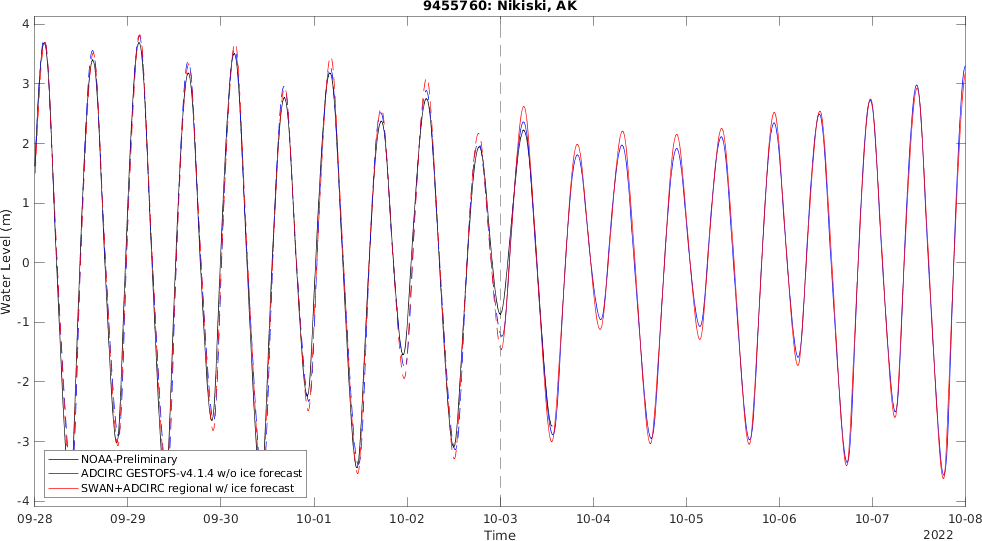 9455760: Nikiski, AK
4
3
2
1
0
-1
-2
-3
-4
Water Level (m)
NOAA-Preliminary
ADCIRC GESTOFS-v4.1.4 w/o ice forecast
SWAN+ADCIRC regional w/ ice forecast
09-28 09-29 09-30 10-01 10-02 10-03 10-04 10-05 10-06 10-07 10-08
Time
2022